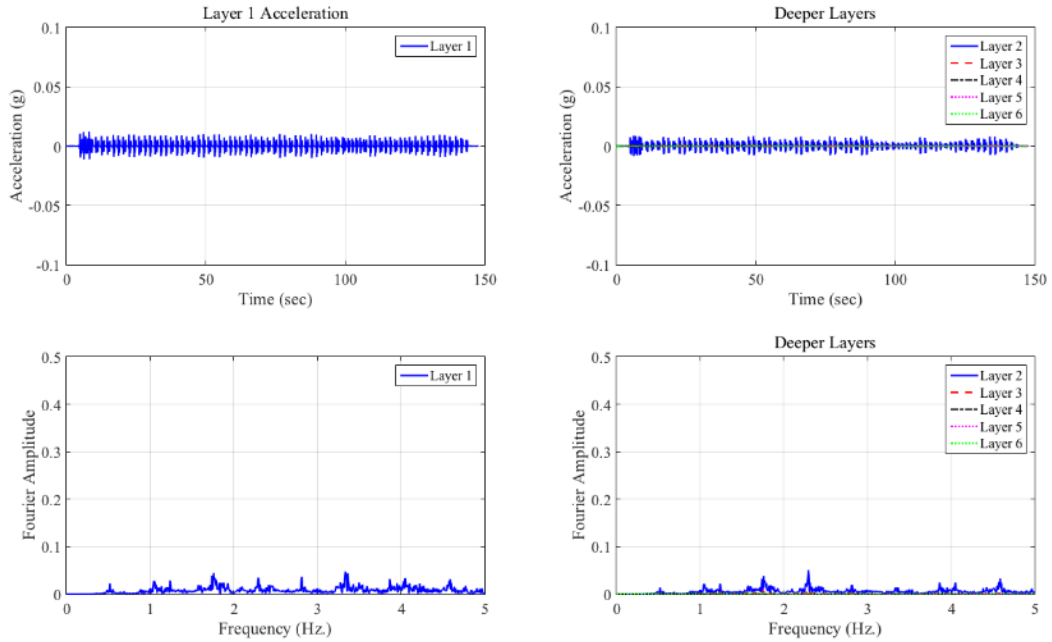 Layer 1 Acceleration
0.1
0.05
0
-0.05
-0.1
Acceleration (g)
Layer 1
0
50
100
150
Time (sec)
Deeper Layers
0.1
0.05
0
-0.05
-0.1
Acceleration (g)
Layer 2
Layer 3
Layer 4
Layer 5
Layer 6
0
50
100
150
Time (sec)
0.5
0.4
0.3
0.2
0.1
0
Fourier Amplitude
Layer 1
0
1
2
3
4
5
Frequency (Hz.)
Deeper Layers
0.5
0.4
0.3
0.2
0.1
0
Fourier Amplitude
Layer 2
Layer 3
Layer 4
Layer 5
Layer 6
0
1
2
3
4
5
Frequency (Hz.)